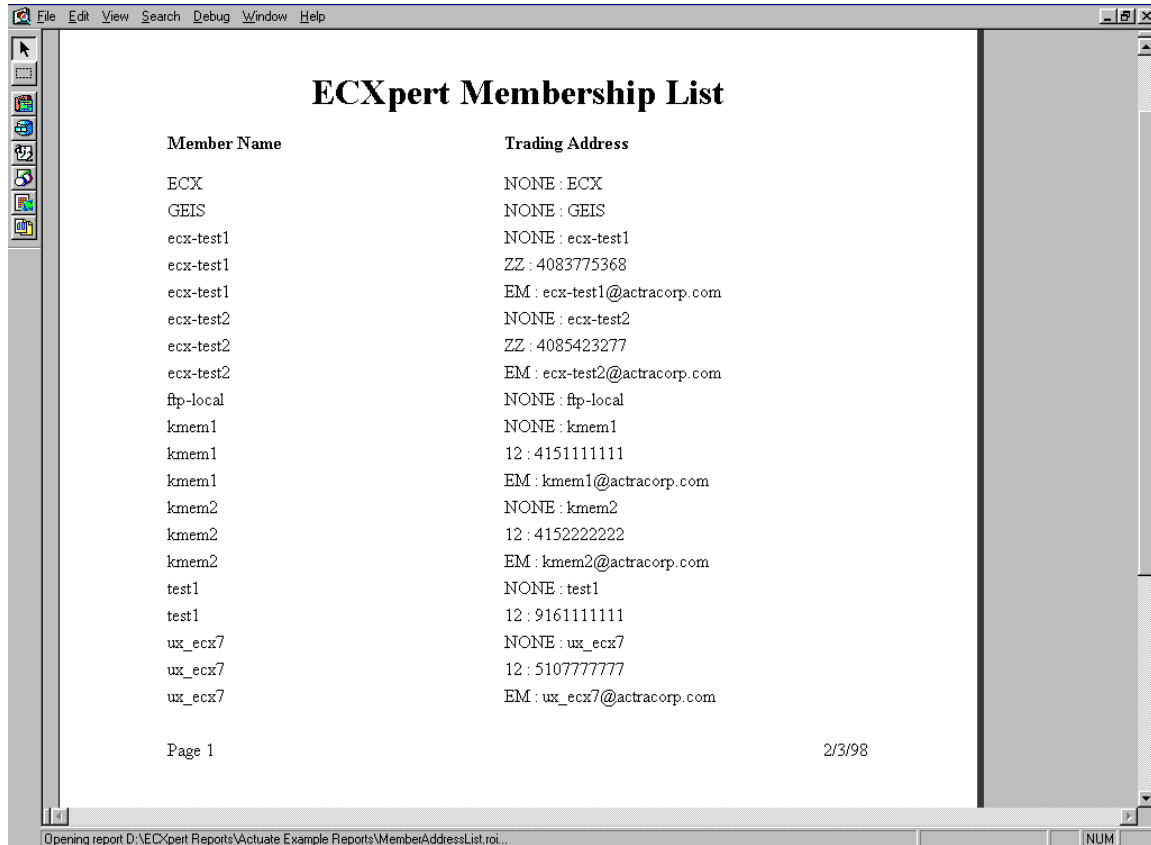 File Edit View Search Debug Window Help
ECXpert Membership List
Member Name Trading Address
ECX NONE : ECX
GEIS NONE : GEIS
ecx-test1 NONE : ecx-test1
ecx-test1 ZZ : 4083775368
ecx-test1 EM : ecx-test1@actracorp.com
ecx-test2 NONE : ecx-test2
ecx-test2 ZZ : 4085423277
ecx-test2 EM : ecx-test2@actracorp.com
ftp-local NONE : ftp-local
kmem1 NONE : kmem1
kmem1 12 : 4151111111
kmem1 EM : kmem1@actracorp.com
kmem2 NONE : kmem2
kmem2 12 : 4152222222
kmem2 EM : kmem2@actracorp.com
test1 NONE : test1
test1 12 : 9161111111
ux_ecx7 NONE : ux_ecx7
ux_ecx7 12 : 5107777777
ux_ecx7 EM : ux_ecx7@actracorp.com
Page 1 2/3/98
Opening report D:\ECXpert Reports\Actuate Example Reports\MemberAddressList.roi... NUM